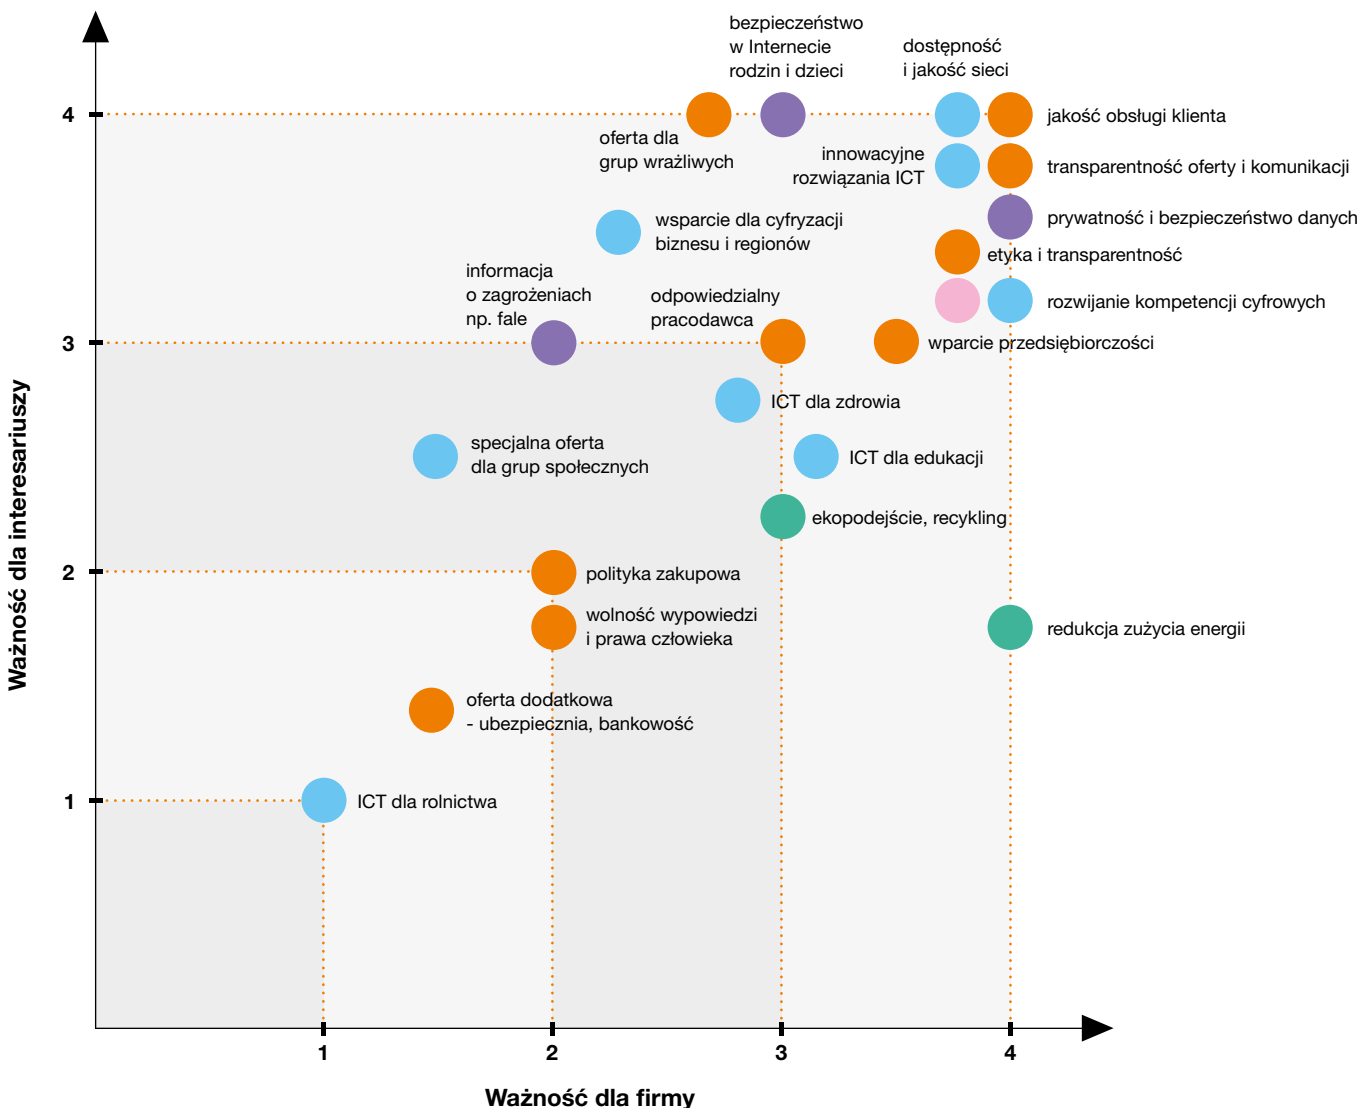 bezpieczeństwo
w Internecie
rodzin i dzieci
dostępność
i jakość sieci
4
jakość obsługi klienta
oferta dla
grup wrażliwych
innowacyjne
rozwiązania ICT
transparentność oferty i komunikacji
wsparcie dla cyfryzacji
biznesu i regionów
prywatność i bezpieczeństwo danych
etyka i transparentność
informacja
o zagrożeniach
np. fale
odpowiedzialny
pracodawca
rozwijanie kompetencji cyfrowych
3
wparcie przedsiębiorczości
ICT dla zdrowia
specjalna oferta
dla grup społecznych
ICT dla edukacji
ekopodejście, recykling
2
polityka zakupowa
wolność wypowiedzi
i prawa człowieka
redukcja zużycia energii
oferta dodatkowa
- ubezpiecznia, bankowość
1
ICT dla rolnictwa
Ważność dla interesariuszy
1
2
3
4
Ważność dla firmy